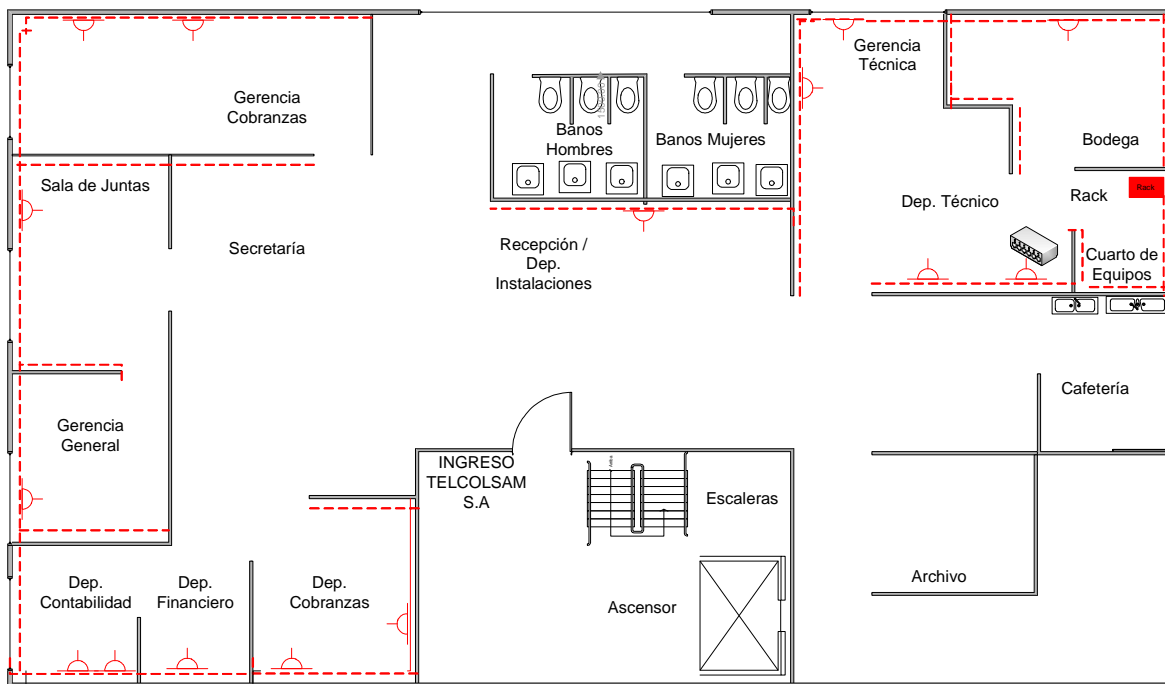 Gerencia
Técnica
Gerencia
Cobranzas
Banos
Hombres
Banos Mujeres
Bodega
Sala de Juntas
Rack
Rack
Dep. Técnico
Secretaría
Recepción /
Dep.
Instalaciones
Cuarto de
Equipos
Cafetería
Gerencia
General
INGRESO
TELCOLSAM
S.A
Escaleras
Dep.
Contabilidad
Dep.
Financiero
Dep.
Cobranzas
Ascensor
Archivo